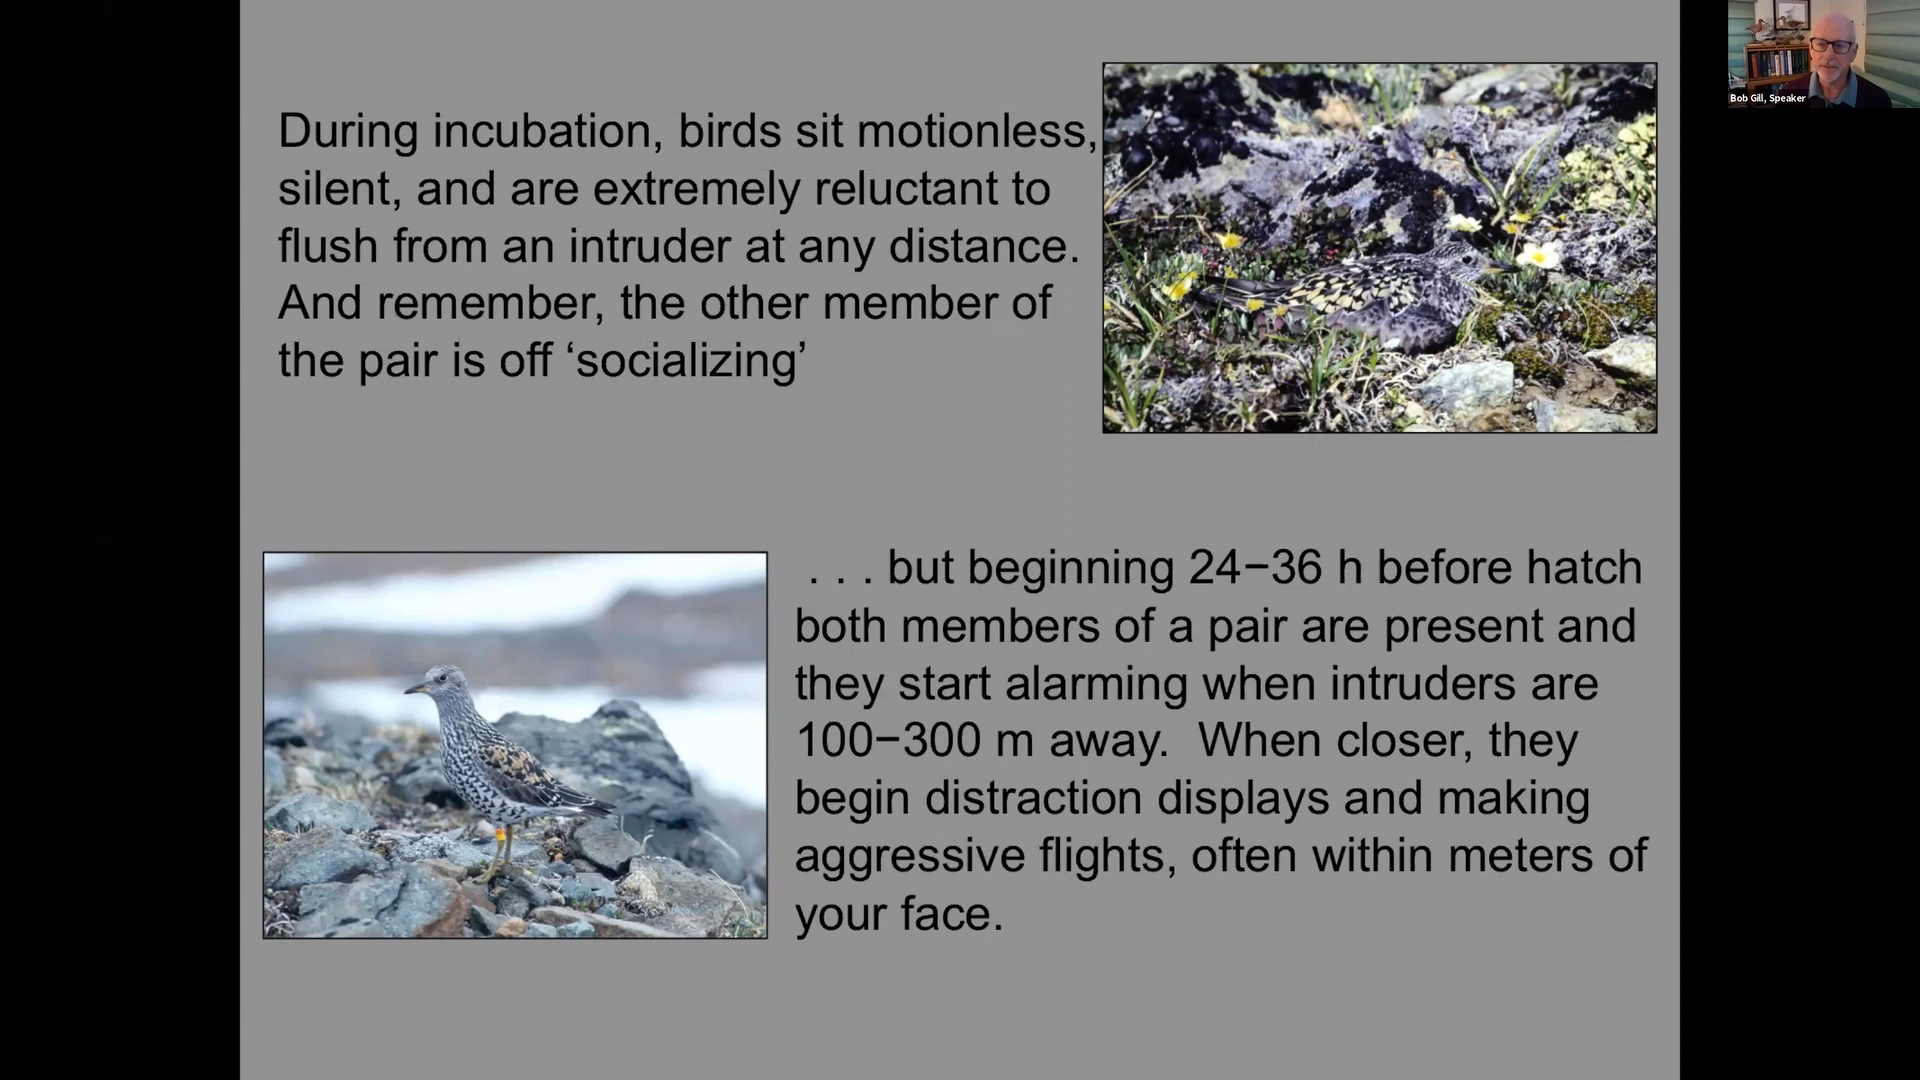 During incubation, birds sit motionless,
silent, and are extremely reluctant to
flush from an intruder at any distance.
And remember, the other member of
the pair is off ‘socializing’
. . . but beginning 24−36 h before hatch
both members of a pair are present and
they start alarming when intruders are
100−300 m away.  When closer, they
begin distraction displays and making
aggressive flights, often within meters of
your face.
Bob Gill, Speaker